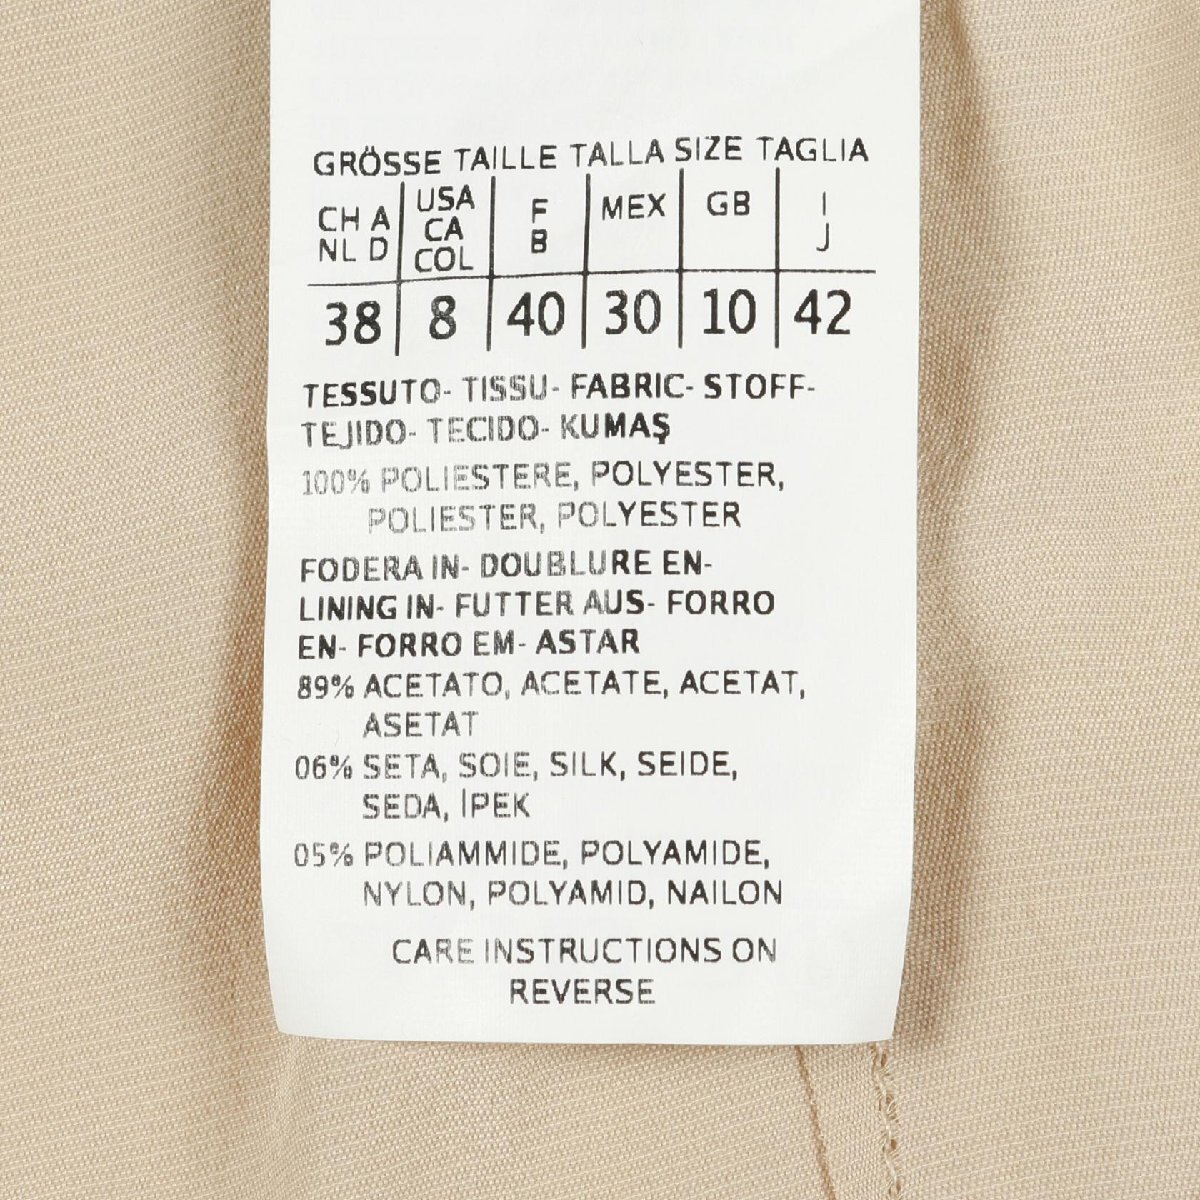 GRÖSSE TAILLE TALLA SIZE TAGLIA
CH A NL D | USA CA COL | F B | MEX | GB | I J
38 | 8 | 40 | 30 | 10 | 42
TESSUTO- TISSU- FABRIC- STOFF-
TEJIDO- TECIDO- KUMAŞ
100% POLIESTERE, POLYESTER,
POLIESTER, POLYESTER
FODERA IN- DOUBLURE EN-
LINING IN- FUTTER AUS- FORRO
EN- FORRO EM- ASTAR
89% ACETATO, ACETATE, ACETAT,
ASETAT
06% SETA, SOIE, SILK, SEIDE,
SEDA, İPEK
05% POLIAMMIDE, POLYAMIDE,
NYLON, POLYAMID, NAILON
CARE INSTRUCTIONS ON
REVERSE